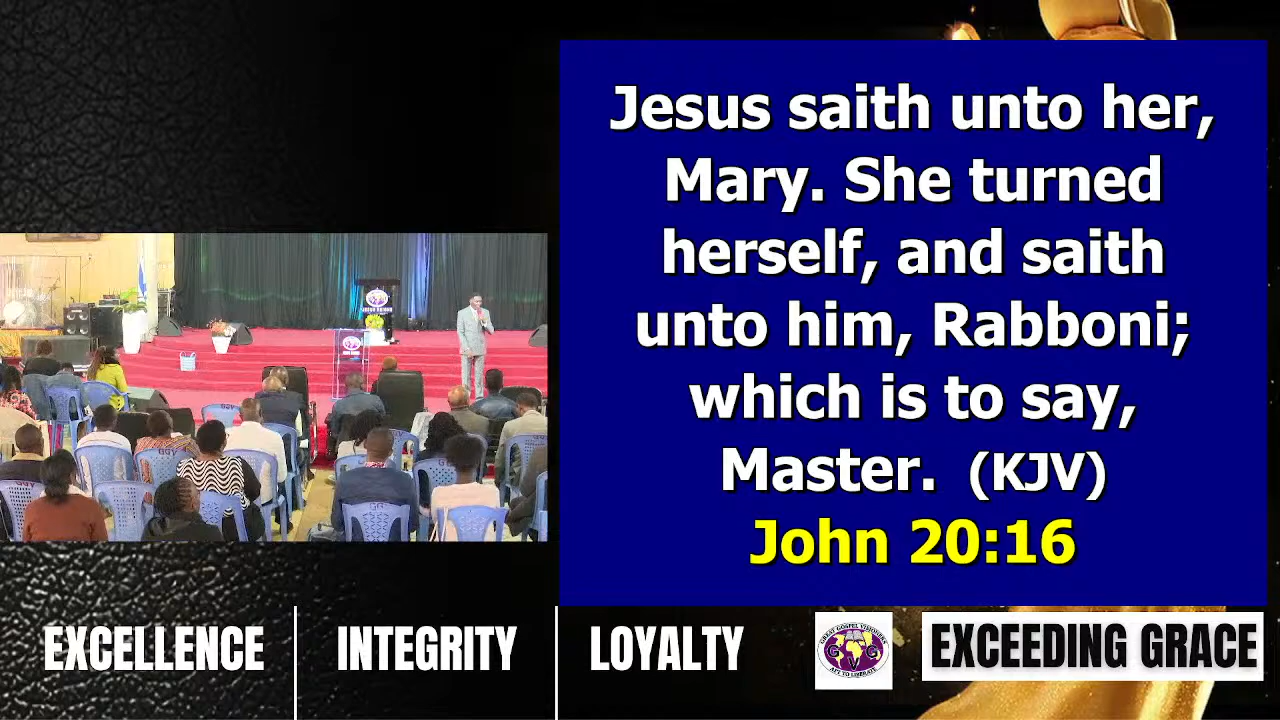 Jesus saith unto her,
Mary. She turned
herself, and saith
unto him, Rabboni;
which is to say,
Master. (KJV)
John 20:16
EXCELLENCE
INTEGRITY
LOYALTY
EXCEEDING GRACE